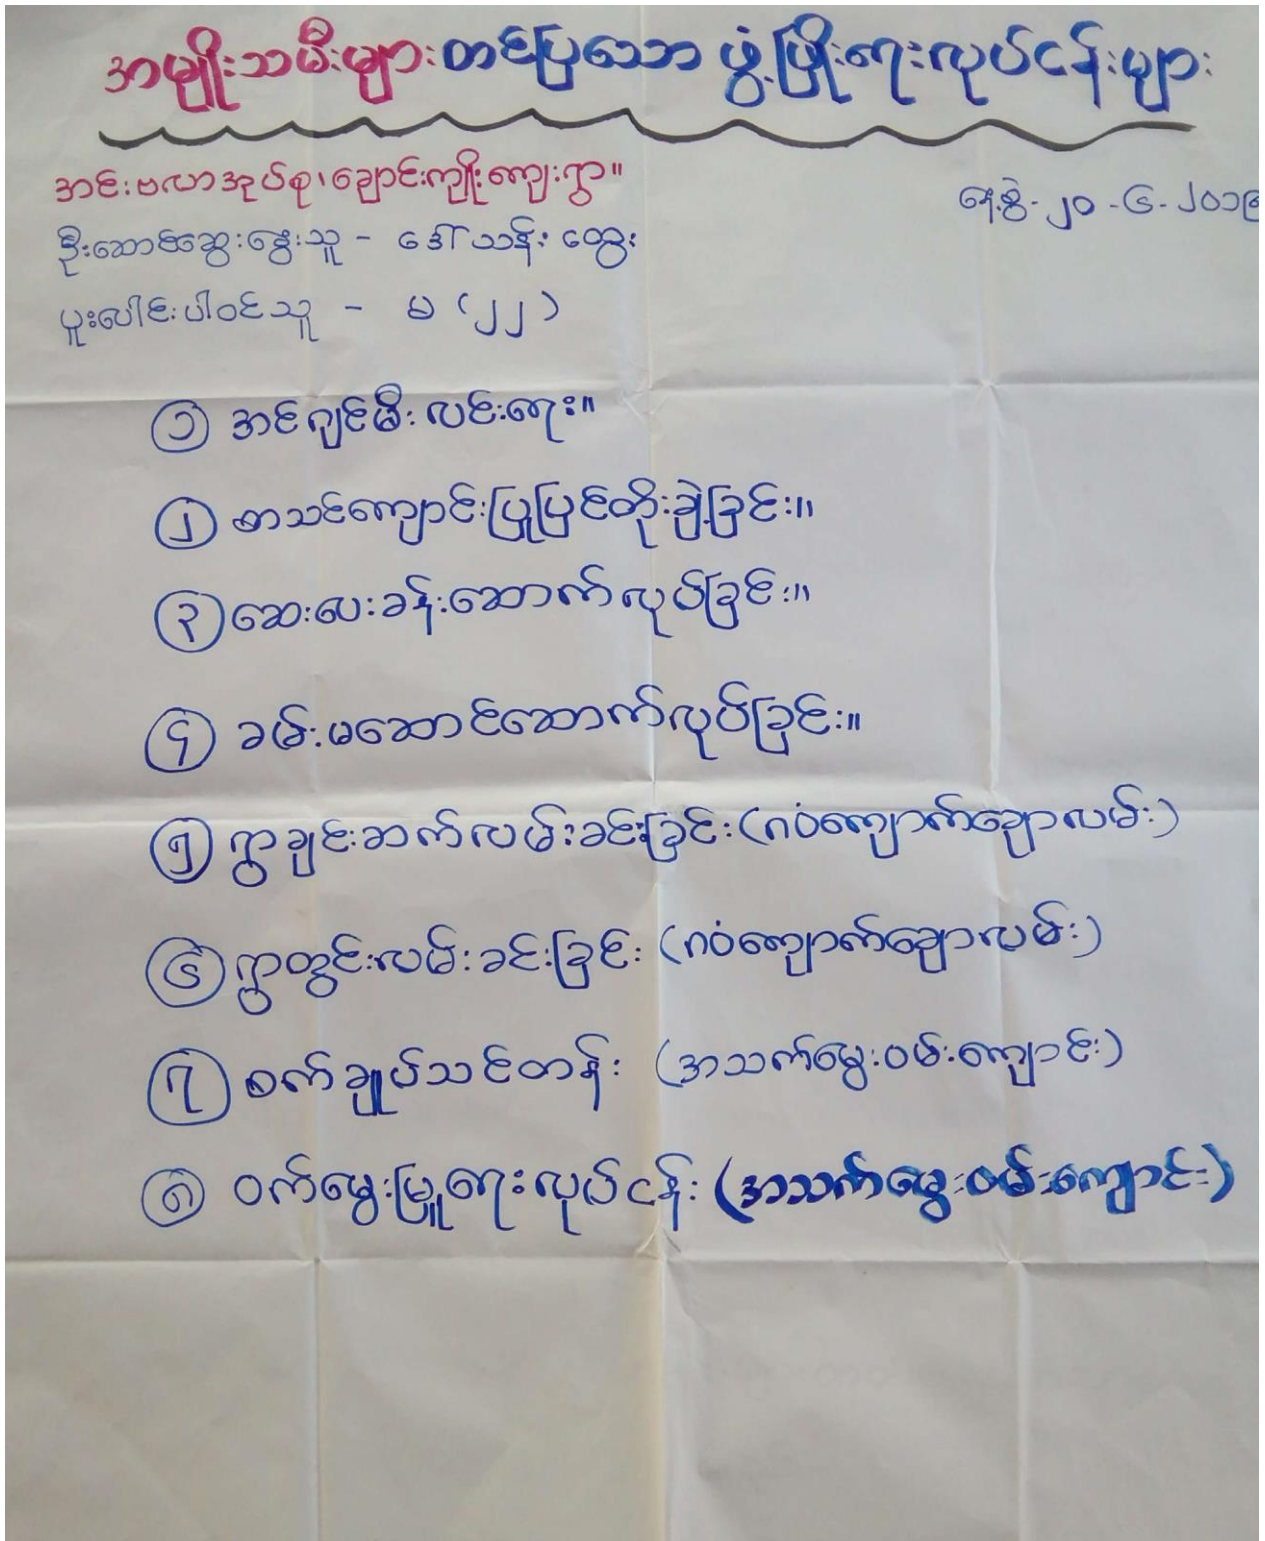 အမျိုးသမီးများတင်ပြသော ဖွံ့ဖြိုးရေးလုပ်ငန်းများ
အင်းဗလာအုပ်စု၊ ချောင်းကျိုးကျေးရွာ။
နေ့စွဲ - ၂၀ - ၆ - ၂၀၁၉
ဦးဆောင်ဆွေးနွေးသူ - ဒေါ်သန်းထွေး
ပူးပေါင်းပါဝင်သူ - မ (၂၂)
၁ အင်ဂျင်မီးလင်းရေး။
၂ စာသင်ကျောင်းပြုပြင်တိုးချဲ့ခြင်း။
၃ ဆေးပေးခန်းဆောက်လုပ်ခြင်း။
၄ ခမ်းမဆောင်ဆောက်လုပ်ခြင်း။
၅ ရွာချင်းဆက်လမ်းခင်းခြင်း (ဂဝံကျောက်ချောလမ်း)
၆ ရွာတွင်းလမ်းခင်းခြင်း (ဂဝံကျောက်ချောလမ်း)
၇ စက်ချုပ်သင်တန်း (အသက်မွေးဝမ်းကျောင်း)
၈ ဝက်မွေးမြူရေးလုပ်ငန်း (အသက်မွေးဝမ်းကျောင်း)